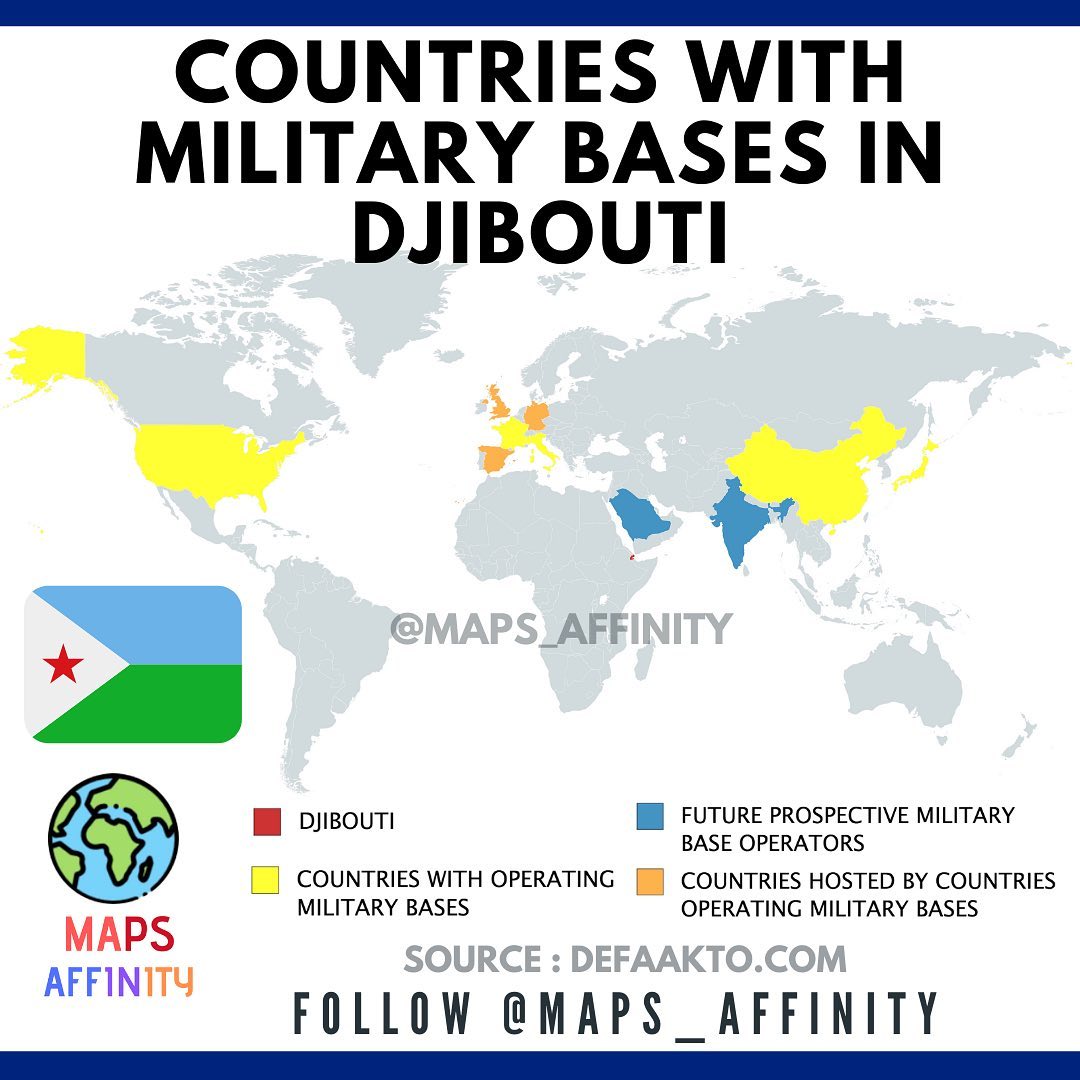 COUNTRIES WITH
MILITARY BASES IN
DJIBOUTI
@MAPS_AFFINITY
DJIBOUTI
COUNTRIES WITH OPERATING
MILITARY BASES
FUTURE PROSPECTIVE MILITARY
BASE OPERATORS
COUNTRIES HOSTED BY COUNTRIES
OPERATING MILITARY BASES
MAPS
AFFINITY
SOURCE : DEFAAKTO.COM
FOLLOW @MAPS_AFFINITY